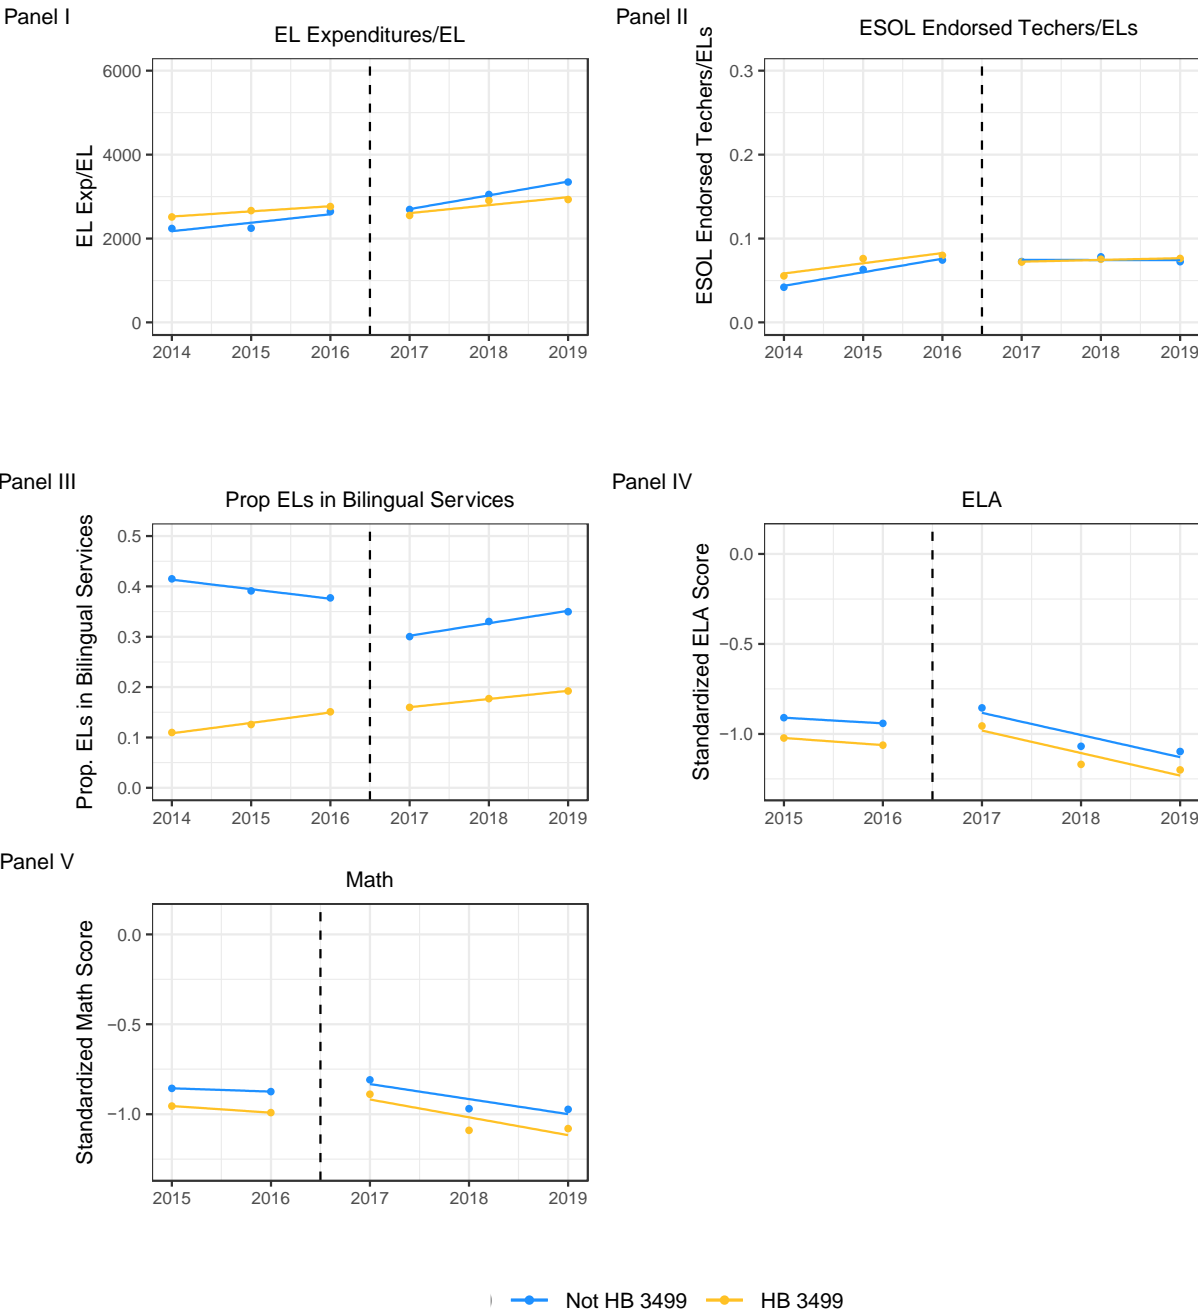 Panel I
EL Expenditures/EL
EL Exp/EL
6000
4000
2000
0
2014 2015 2016 2017 2018 2019
Panel II
ESOL Endorsed Techers/ELs
ESOL Endorsed Techers/ELs
0.3
0.2
0.1
0.0
2014 2015 2016 2017 2018 2019
Panel III
Prop ELs in Bilingual Services
Prop. ELs in Bilingual Services
0.5
0.4
0.3
0.2
0.1
0.0
2014 2015 2016 2017 2018 2019
Panel IV
ELA
Standardized ELA Score
0.0
−0.5
−1.0
2015 2016 2017 2018 2019
Panel V
Math
Standardized Math Score
0.0
−0.5
−1.0
2015 2016 2017 2018 2019
Not HB 3499 HB 3499